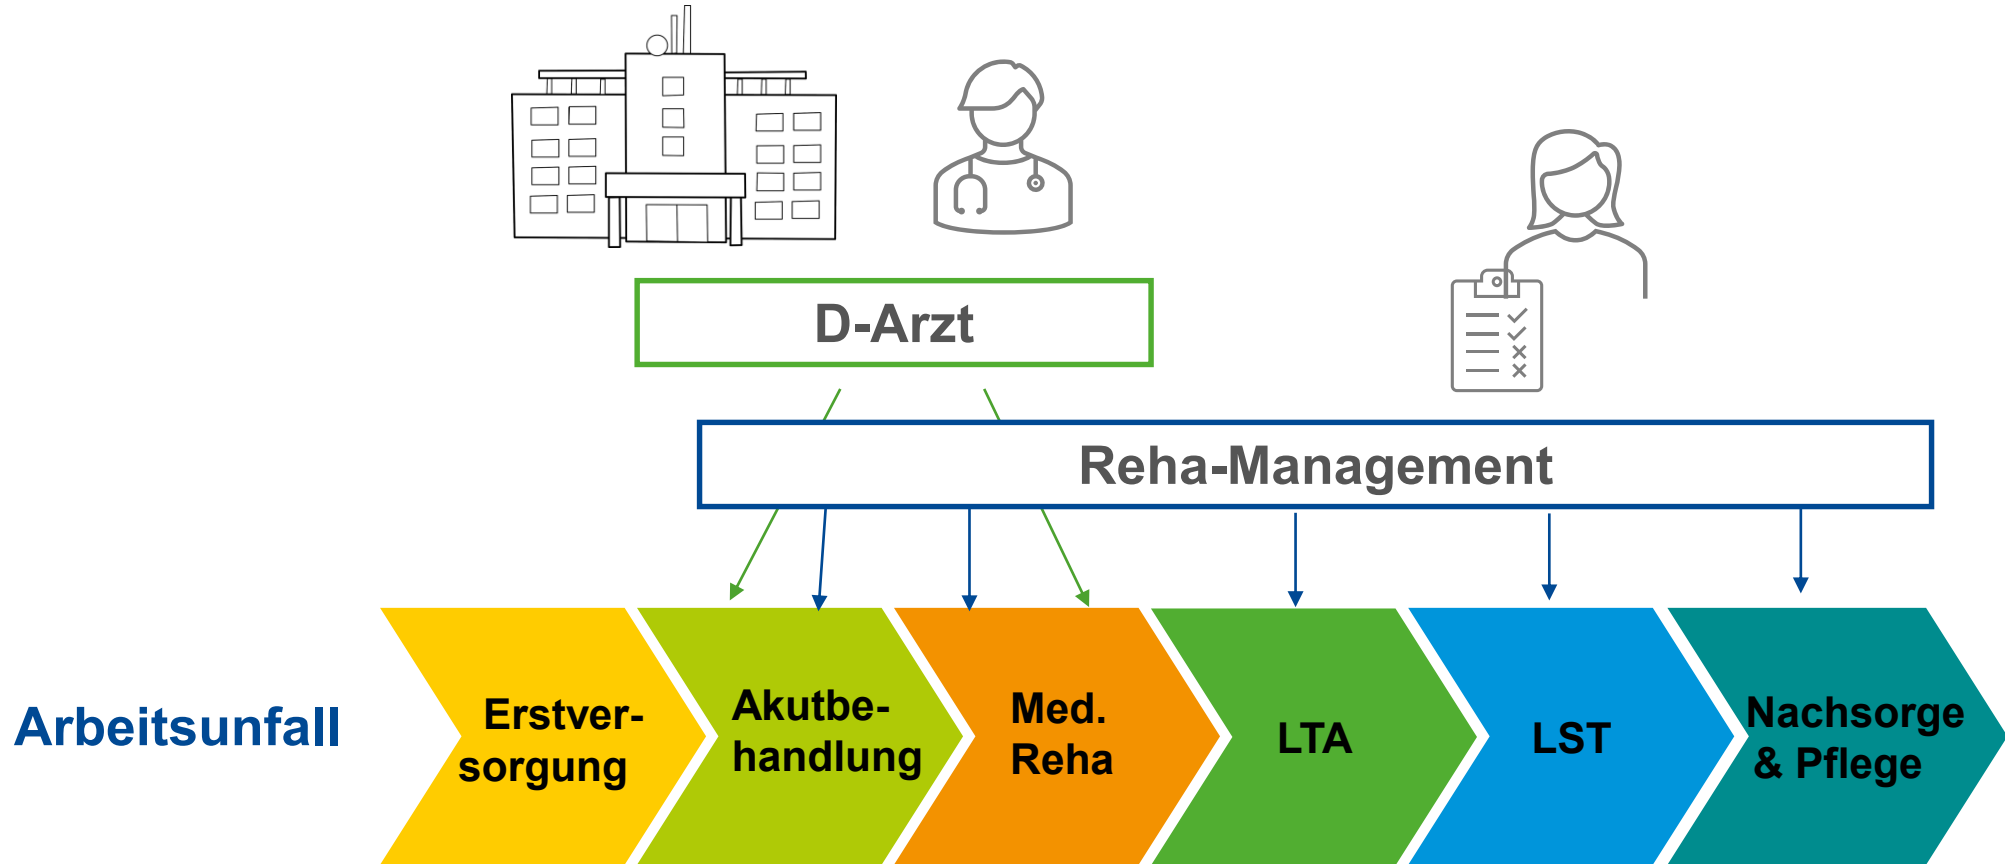 D-Arzt
Reha-Management
Arbeitsunfall
Erstver-
sorgung
Akutbe-
handlung
Med.
Reha
LTA
LST
Nachsorge
& Pflege